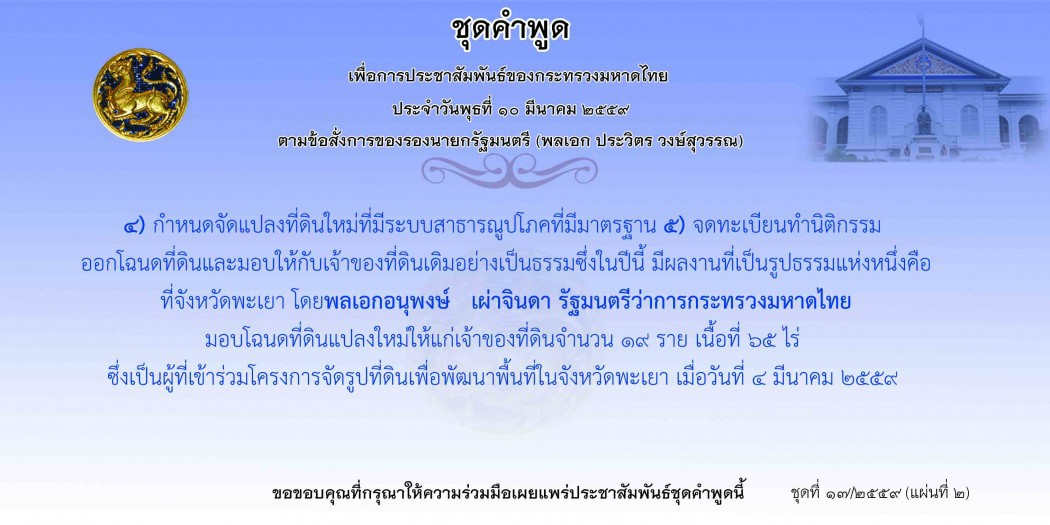 ชุดคำพูด
เพื่อการประชาสัมพันธ์ของกระทรวงมหาดไทย
ประจำวันพุธที่ ๑๐ มีนาคม ๒๕๕๙
ตามข้อสั่งการของรองนายกรัฐมนตรี (พลเอก ประวิตร วงษ์สุวรรณ)
๔) กำหนดจัดแปลงที่ดินใหม่ที่มีระบบสาธารณูปโภคที่มีมาตรฐาน ๕) จดทะเบียนทำนิติกรรม
ออกโฉนดที่ดินและมอบให้กับเจ้าของที่ดินเดิมอย่างเป็นธรรมซึ่งในปีนี้ มีผลงานที่เป็นรูปธรรมแห่งหนึ่งคือ
ที่จังหวัดพะเยา โดยพลเอกอนุพงษ์ เผ่าจินดา รัฐมนตรีว่าการกระทรวงมหาดไทย
มอบโฉนดที่ดินแปลงใหม่ให้แก่เจ้าของที่ดินจำนวน ๑๙ ราย เนื้อที่ ๖๕ ไร่
ซึ่งเป็นผู้ที่เข้าร่วมโครงการจัดรูปที่ดินเพื่อพัฒนาพื้นที่ในจังหวัดพะเยา เมื่อวันที่ ๔ มีนาคม ๒๕๕๙
ขอขอบคุณที่กรุณาให้ความร่วมมือเผยแพร่ประชาสัมพันธ์ชุดคำพูดนี้ ชุดที่ ๑๗/๒๕๕๙ (แผ่นที่ ๒)